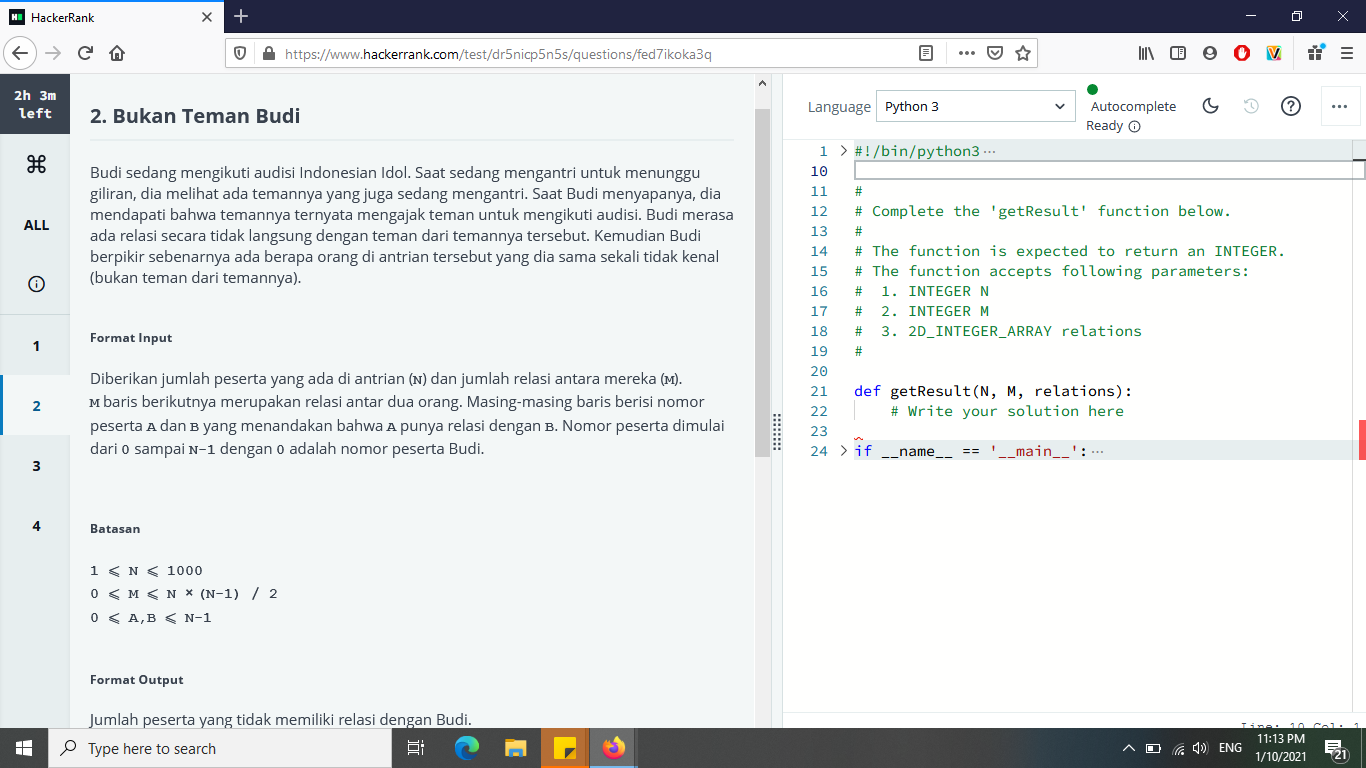 HackerRank
https://www.hackerrank.com/test/dr5nicp5n5s/questions/fed7ikoka3q
2h 3m
left
ALL
1
2
3
4
2. Bukan Teman Budi
Budi sedang mengikuti audisi Indonesian Idol. Saat sedang mengantri untuk menunggu
giliran, dia melihat ada temannya yang juga sedang mengantri. Saat Budi menyapanya, dia
mendapati bahwa temannya ternyata mengajak teman untuk mengikuti audisi. Budi merasa
ada relasi secara tidak langsung dengan teman dari temannya tersebut. Kemudian Budi
berpikir sebenarnya ada berapa orang di antrian tersebut yang dia sama sekali tidak kenal
(bukan teman dari temannya).
Format Input
Diberikan jumlah peserta yang ada di antrian (N) dan jumlah relasi antara mereka (M).
M baris berikutnya merupakan relasi antar dua orang. Masing-masing baris berisi nomor
peserta A dan B yang menandakan bahwa A punya relasi dengan B. Nomor peserta dimulai
dari 0 sampai N-1 dengan 0 adalah nomor peserta Budi.
Batasan
1 ⩽ N ⩽ 1000
0 ⩽ M ⩽ N × (N-1) / 2
0 ⩽ A,B ⩽ N-1
Format Output
Jumlah peserta yang tidak memiliki relasi dengan Budi.
Language
Python 3
Autocomplete
Ready
1 #!/bin/python3 ...
10
11 #
12 # Complete the 'getResult' function below.
13 #
14 # The function is expected to return an INTEGER.
15 # The function accepts following parameters:
16 #  1. INTEGER N
17 #  2. INTEGER M
18 #  3. 2D_INTEGER_ARRAY relations
19 #
20
21 def getResult(N, M, relations):
22     # Write your solution here
23
24 if __name__ == '__main__': ...
Line: 10 Col: 1
Type here to search
ENG
11:13 PM
1/10/2021
21